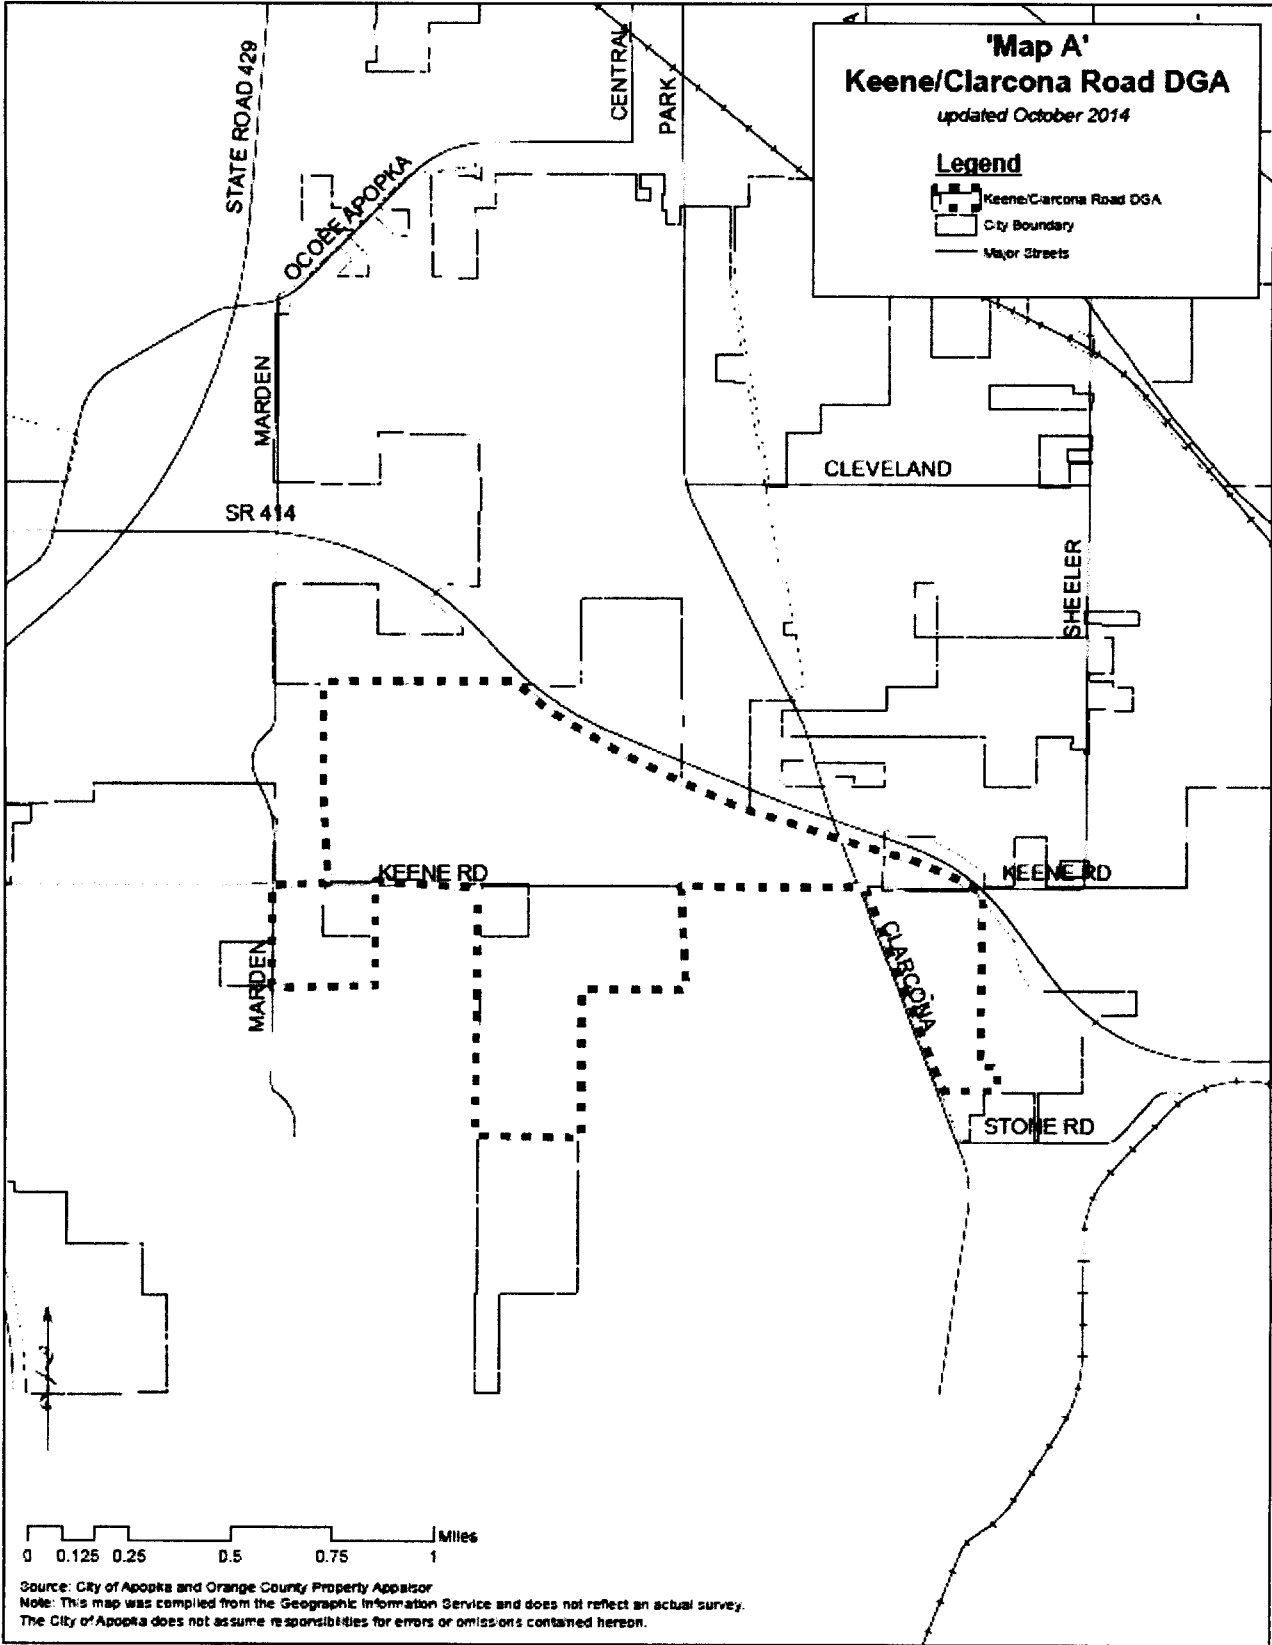 'Map A'
Keene/Clarcona Road DGA
updated October 2014
Legend
Keene/Clarcona Road DGA
City Boundary
Major Streets
STATE ROAD 429
CENTRAL
PARK
OCOEE APOPKA
MARDEN
CLEVELAND
SR 414
SHEELER
KEENE RD
KEENE RD
MARDEN
CLARCONA
STONE RD
Miles
0 0.125 0.25 0.5 0.75 1
Source: City of Apopka and Orange County Property Appaisor
Note: This map was compiled from the Geographic Information Service and does not reflect an actual survey.
The City of Apopka does not assume responsibilities for errors or omissions contained hereon.